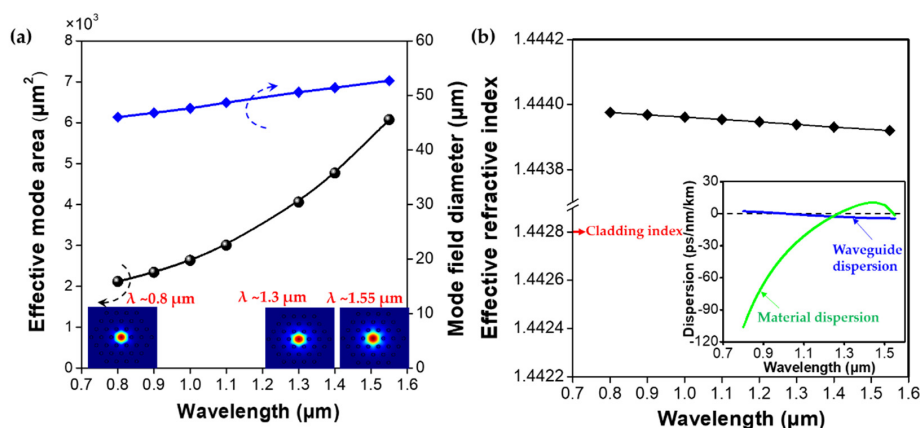 (a)
×10³
8
7
6
5
4
3
2
1
0
Effective mode area (μm²)
60
50
40
30
20
10
0
Mode field diameter (μm)
λ ~0.8 μm
λ ~1.3 μm
λ ~1.55 μm
0.7 0.8 0.9 1.0 1.1 1.2 1.3 1.4 1.5 1.6
Wavelength (μm)
(b)
1.4442
1.4440
1.4438
1.44280
1.44260
1.4424
1.4422
Effective refractive index
Cladding index
30
0
-30
-60
-90
-120
Dispersion (ps/nm/km)
Waveguide
dispersion
Material dispersion
0.6 0.9 1.2 1.5
Wavelength (μm)
0.7 0.8 0.9 1.0 1.1 1.2 1.3 1.4 1.5 1.6
Wavelength (μm)